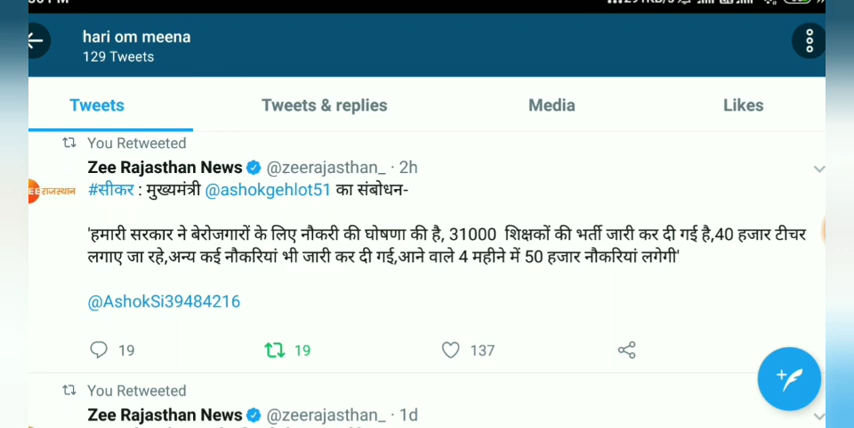 hari om meena
129 Tweets
Tweets Tweets & replies Media Likes
You Retweeted
Zee Rajasthan News @zeerajasthan_ · 2h
राजस्थान
#सीकर : मुख्यमंत्री @ashokgehlot51 का संबोधन-
'हमारी सरकार ने बेरोजगारों के लिए नौकरी की घोषणा की है, 31000 शिक्षकों की भर्ती जारी कर दी गई है,40 हजार टीचर
लगाए जा रहे,अन्य कई नौकरियां भी जारी कर दी गई,आने वाले 4 महीने में 50 हजार नौकरियां लगेगी'
@AshokSi39484216
19 19 137
You Retweeted
Zee Rajasthan News @zeerajasthan_ · 1d